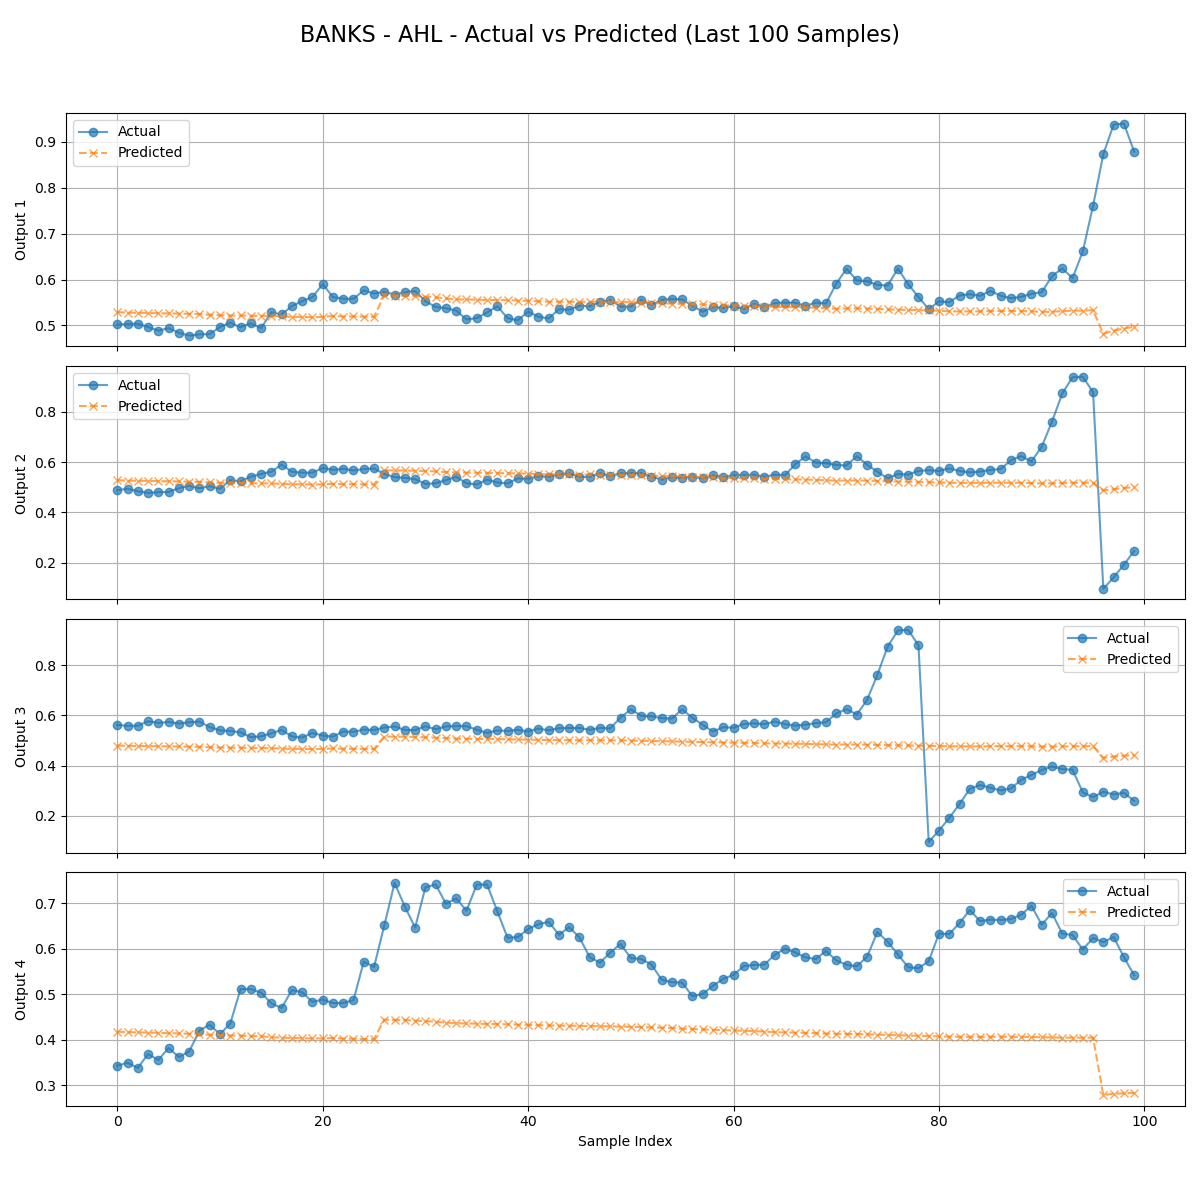 BANKS - AHL - Actual vs Predicted (Last 100 Samples)
Actual
Predicted
0.9
0.8
0.7
0.6
0.5
Output 1
Actual
Predicted
0.8
0.6
0.4
0.2
Output 2
Actual
Predicted
0.8
0.6
0.4
0.2
Output 3
Actual
Predicted
0.7
0.6
0.5
0.4
0.3
Output 4
0 20 40 60 80 100
Sample Index